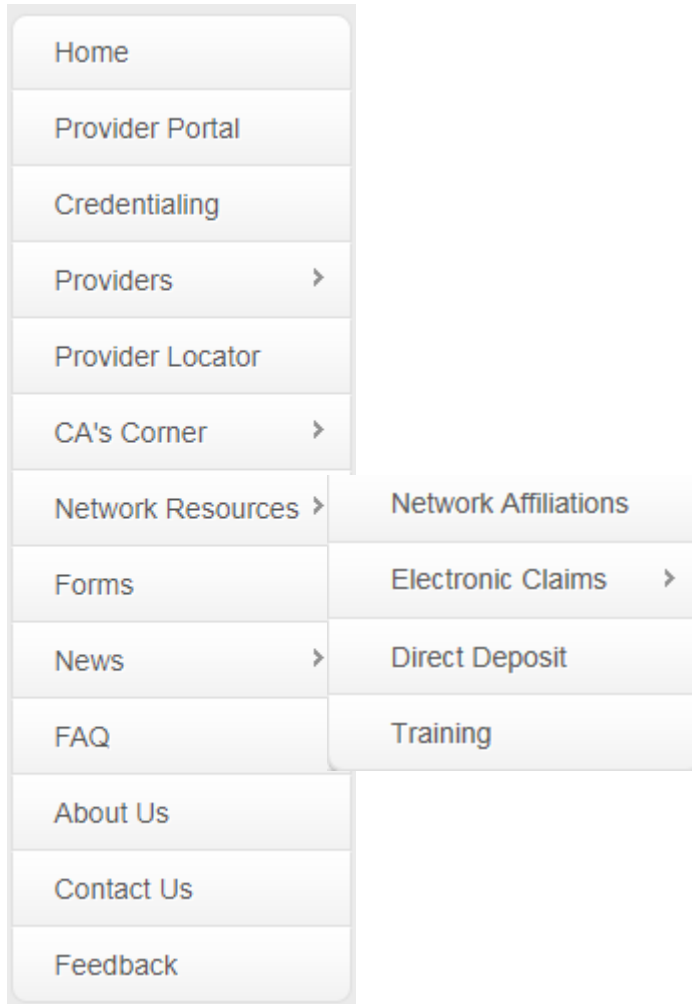 Home
Provider Portal
Credentialing
Providers
Provider Locator
CA's Corner
Network Resources
Network Affiliations
Electronic Claims
Direct Deposit
Training
Forms
News
FAQ
About Us
Contact Us
Feedback